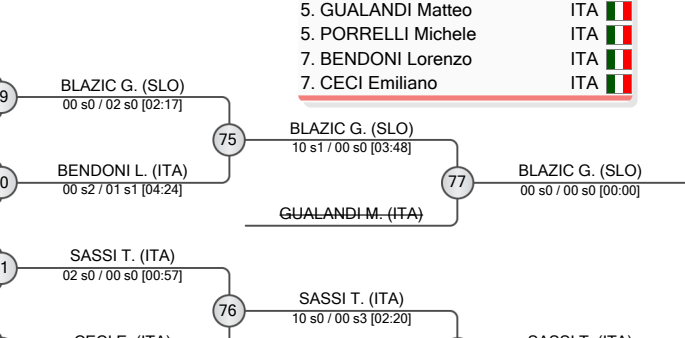 5. GUALANDI Matteo ITA
5. PORRELLI Michele ITA
7. BENDONI Lorenzo ITA
7. CECI Emiliano ITA
9
BLAZIC G. (SLO)
00 s0 / 02 s0 [02:17]
75
BLAZIC G. (SLO)
10 s1 / 00 s0 [03:48]
0
BENDONI L. (ITA)
00 s2 / 01 s1 [04:24]
77
BLAZIC G. (SLO)
00 s0 / 00 s0 [00:00]
GUALANDI M. (ITA)
1
SASSI T. (ITA)
02 s0 / 00 s0 [00:57]
76
SASSI T. (ITA)
10 s0 / 00 s3 [02:20]